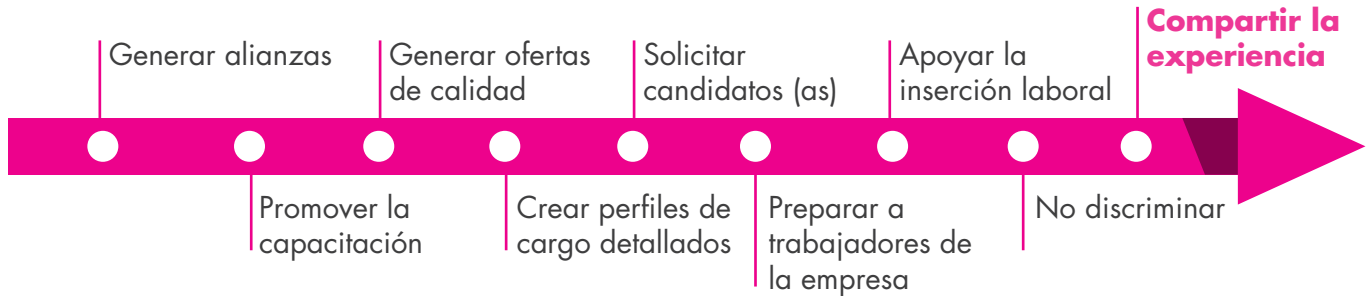 Generar alianzas
Promover la
capacitación
Generar ofertas
de calidad
Crear perfiles de
cargo detallados
Solicitar
candidatos (as)
Preparar a
trabajadores de
la empresa
Apoyar la
inserción laboral
No discriminar
Compartir la
experiencia